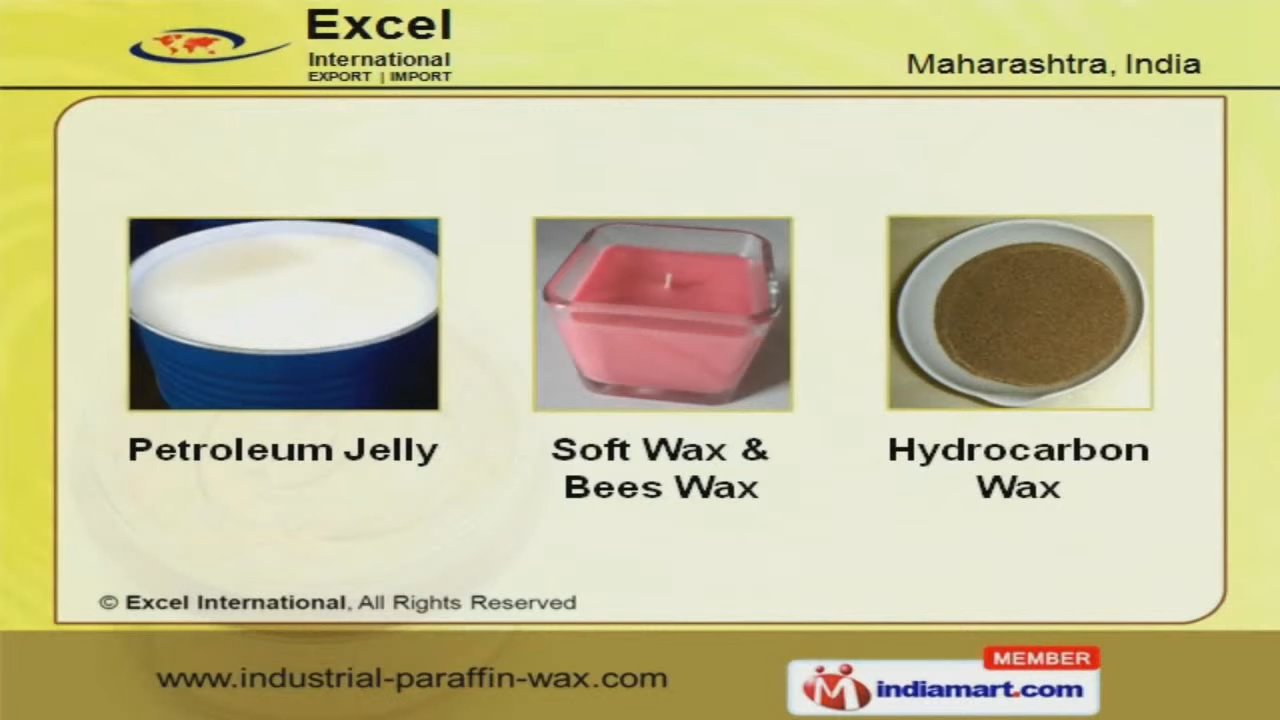 Excel
International
EXPORT | IMPORT
Maharashtra, India
Petroleum Jelly
Soft Wax &
Bees Wax
Hydrocarbon
Wax
© Excel International, All Rights Reserved
www.industrial-paraffin-wax.com
MEMBER
indiamart.com